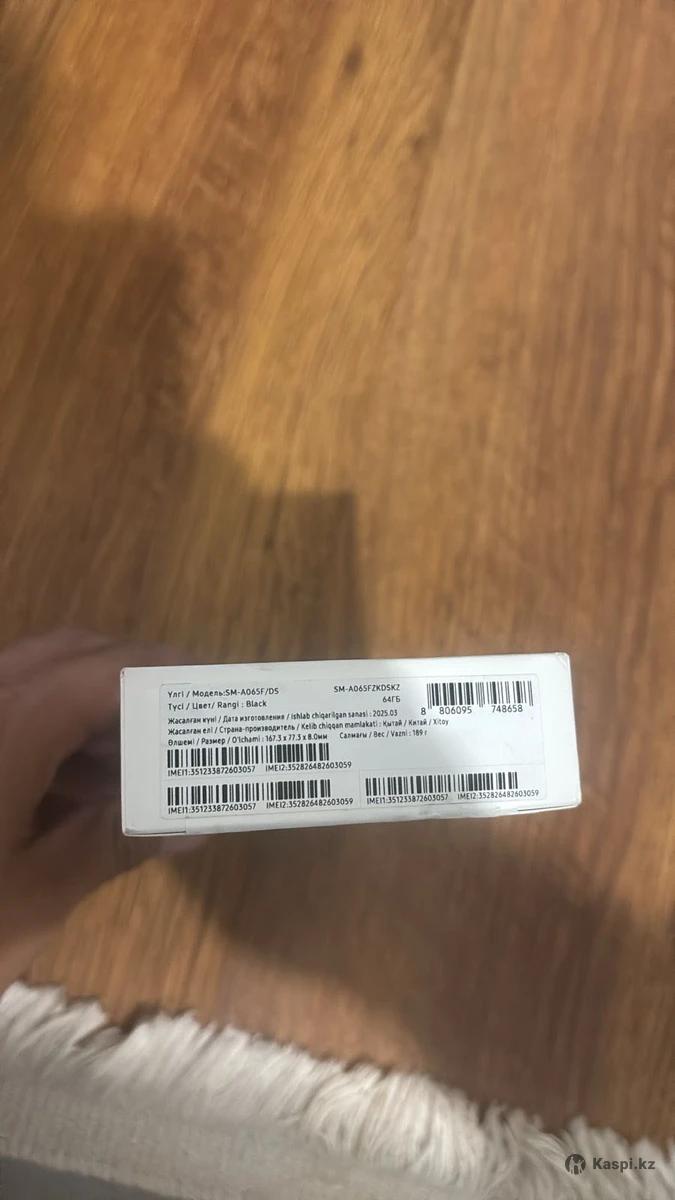 Үлгі / Модель:SM-A065F/DS SM-A065FZKDSKZ
Түсі / Цвет/ Rangi : Black 64ГБ
8 806095 748658
Жасалған күні / Дата изготовления / Ishlab chiqarilgan sanasi : 2025.03
Жасалған елі / Страна-производитель / Kelib chiqqan mamlakati : Қытай / Китай / Xitoy
Өлшемі / Размер / O'lchami : 167.3 x 77.3 x 8.0мм Салмағы / Вес / Vazni : 189 г
IMEI1:351233872603057 IMEI2:352826482603059
IMEI1:351233872603057 IMEI2:352826482603059 IMEI1:351233872603057 IMEI2:352826482603059
Kaspi.kz